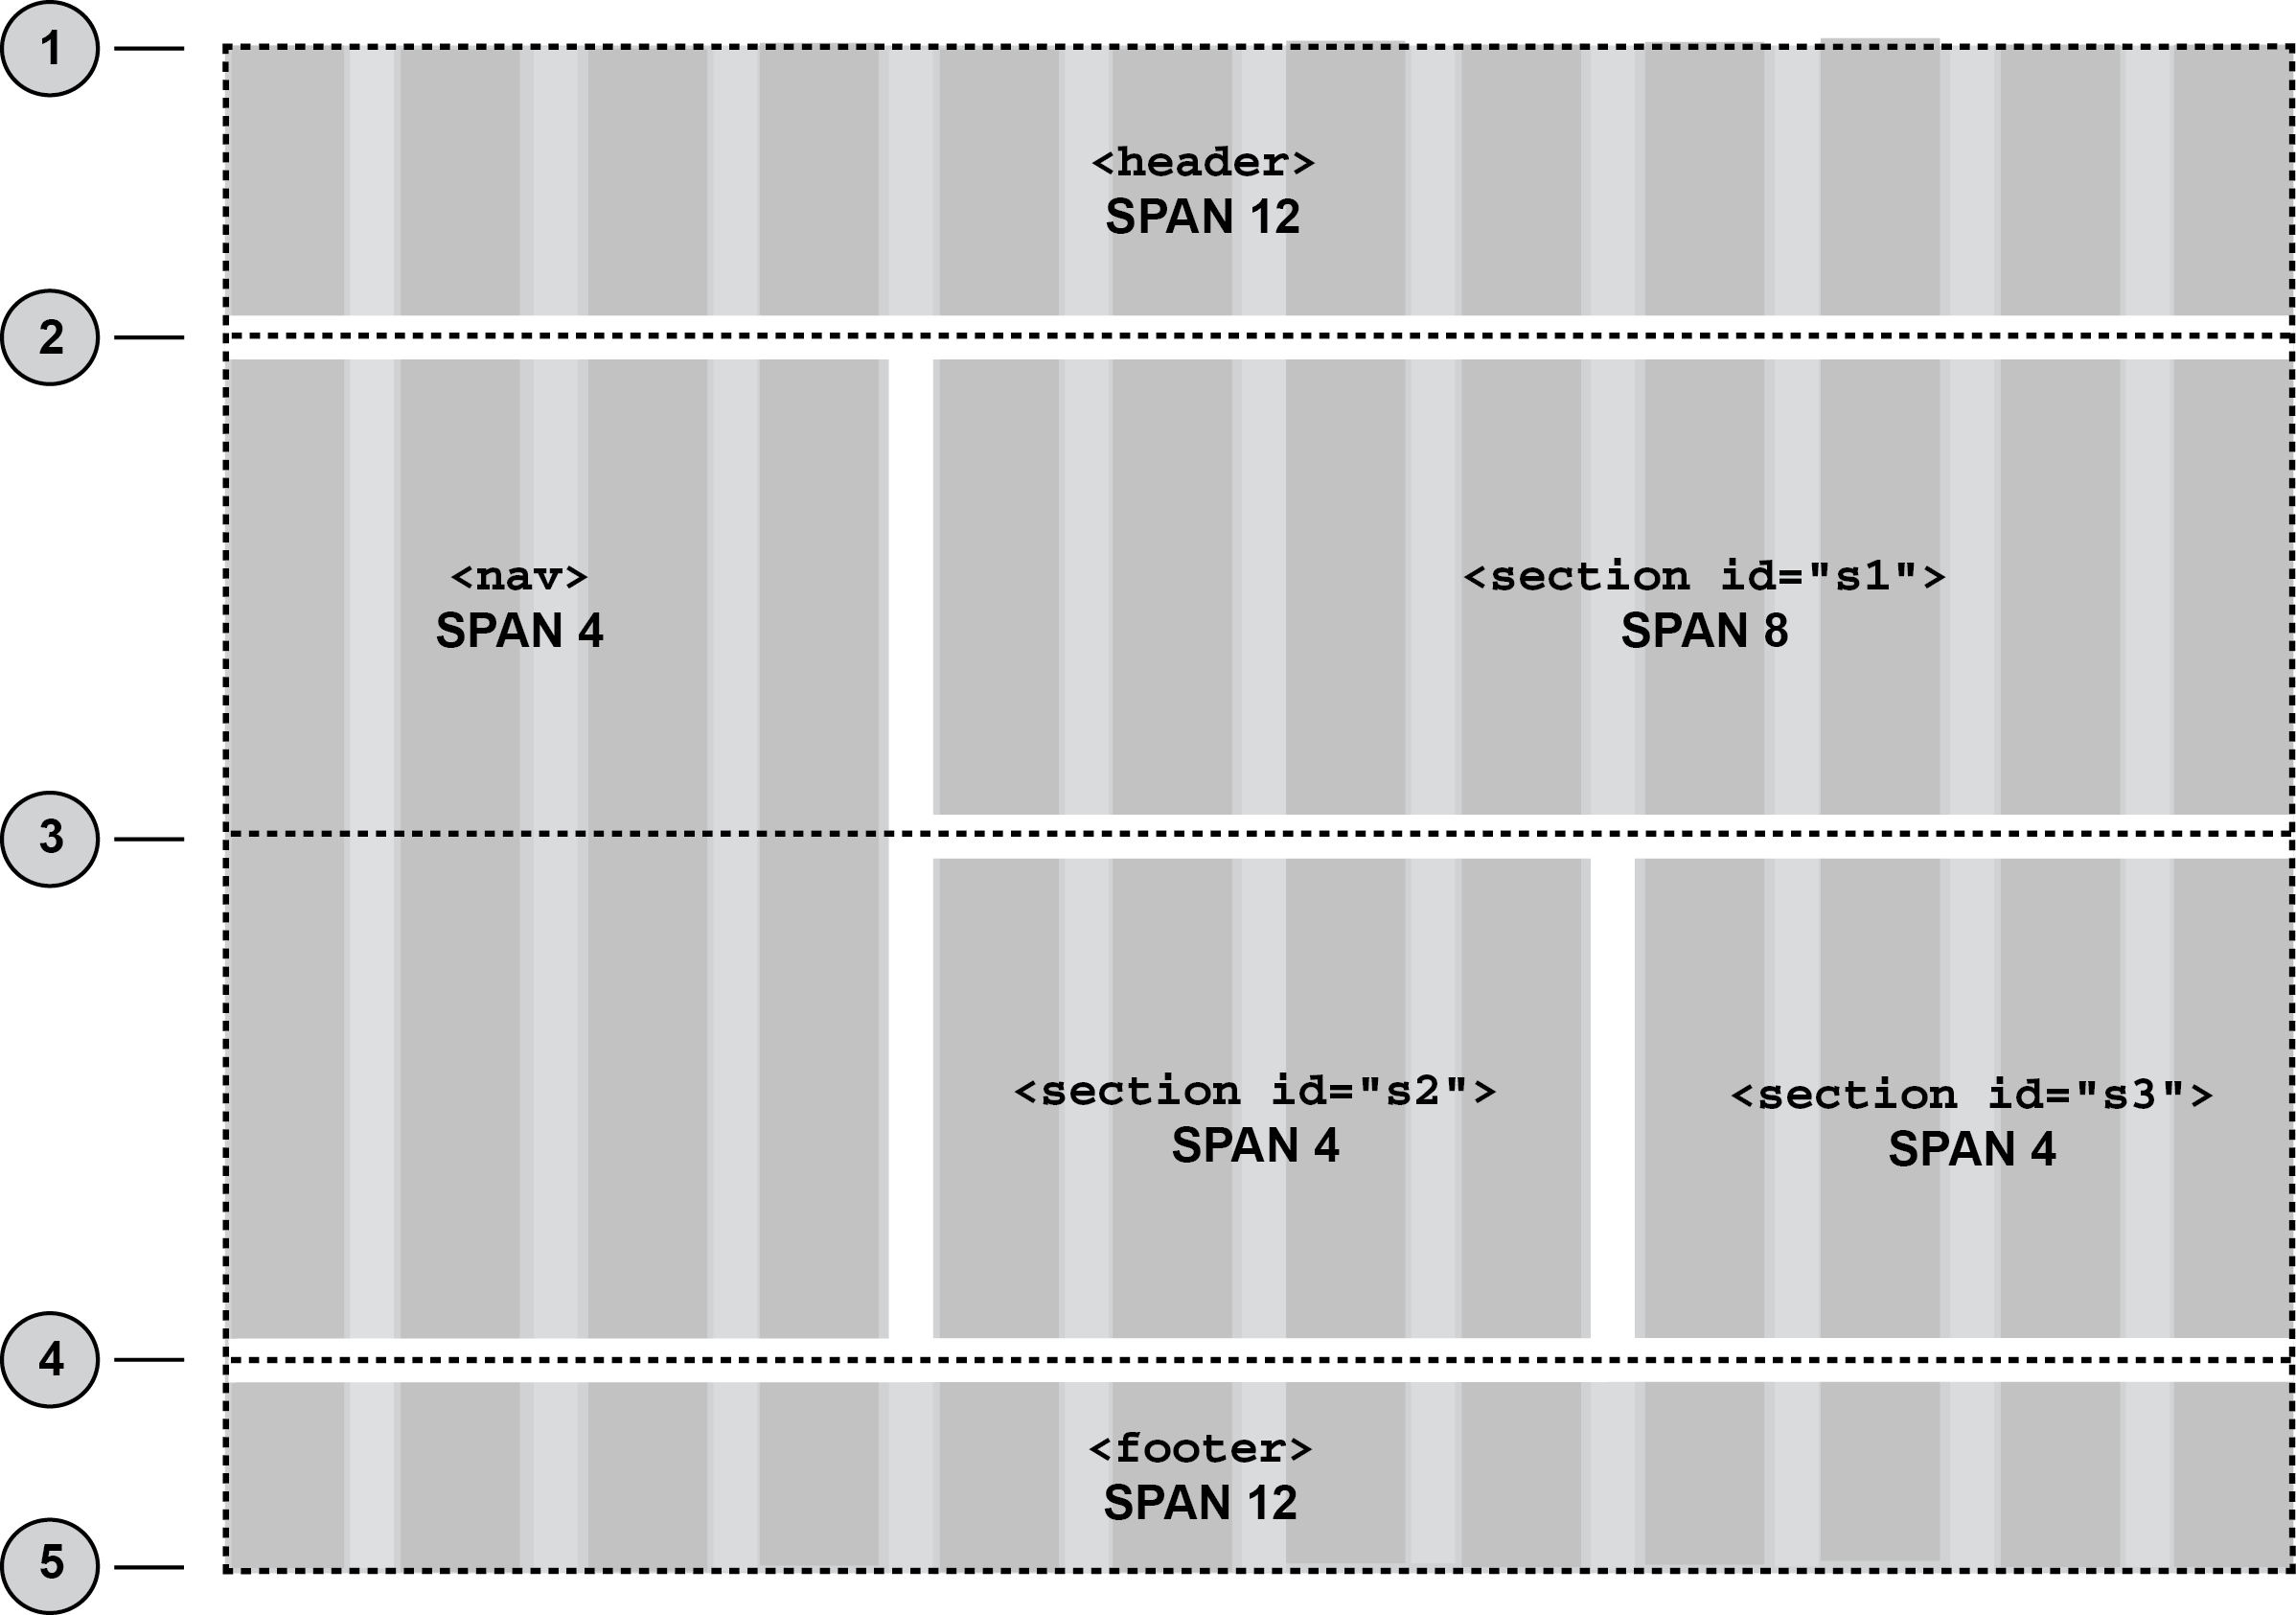 1
<header>
SPAN 12
2
<nav>
SPAN 4
<section id="s1">
SPAN 8
3
<section id="s2">
SPAN 4
<section id="s3">
SPAN 4
4
<footer>
SPAN 12
5